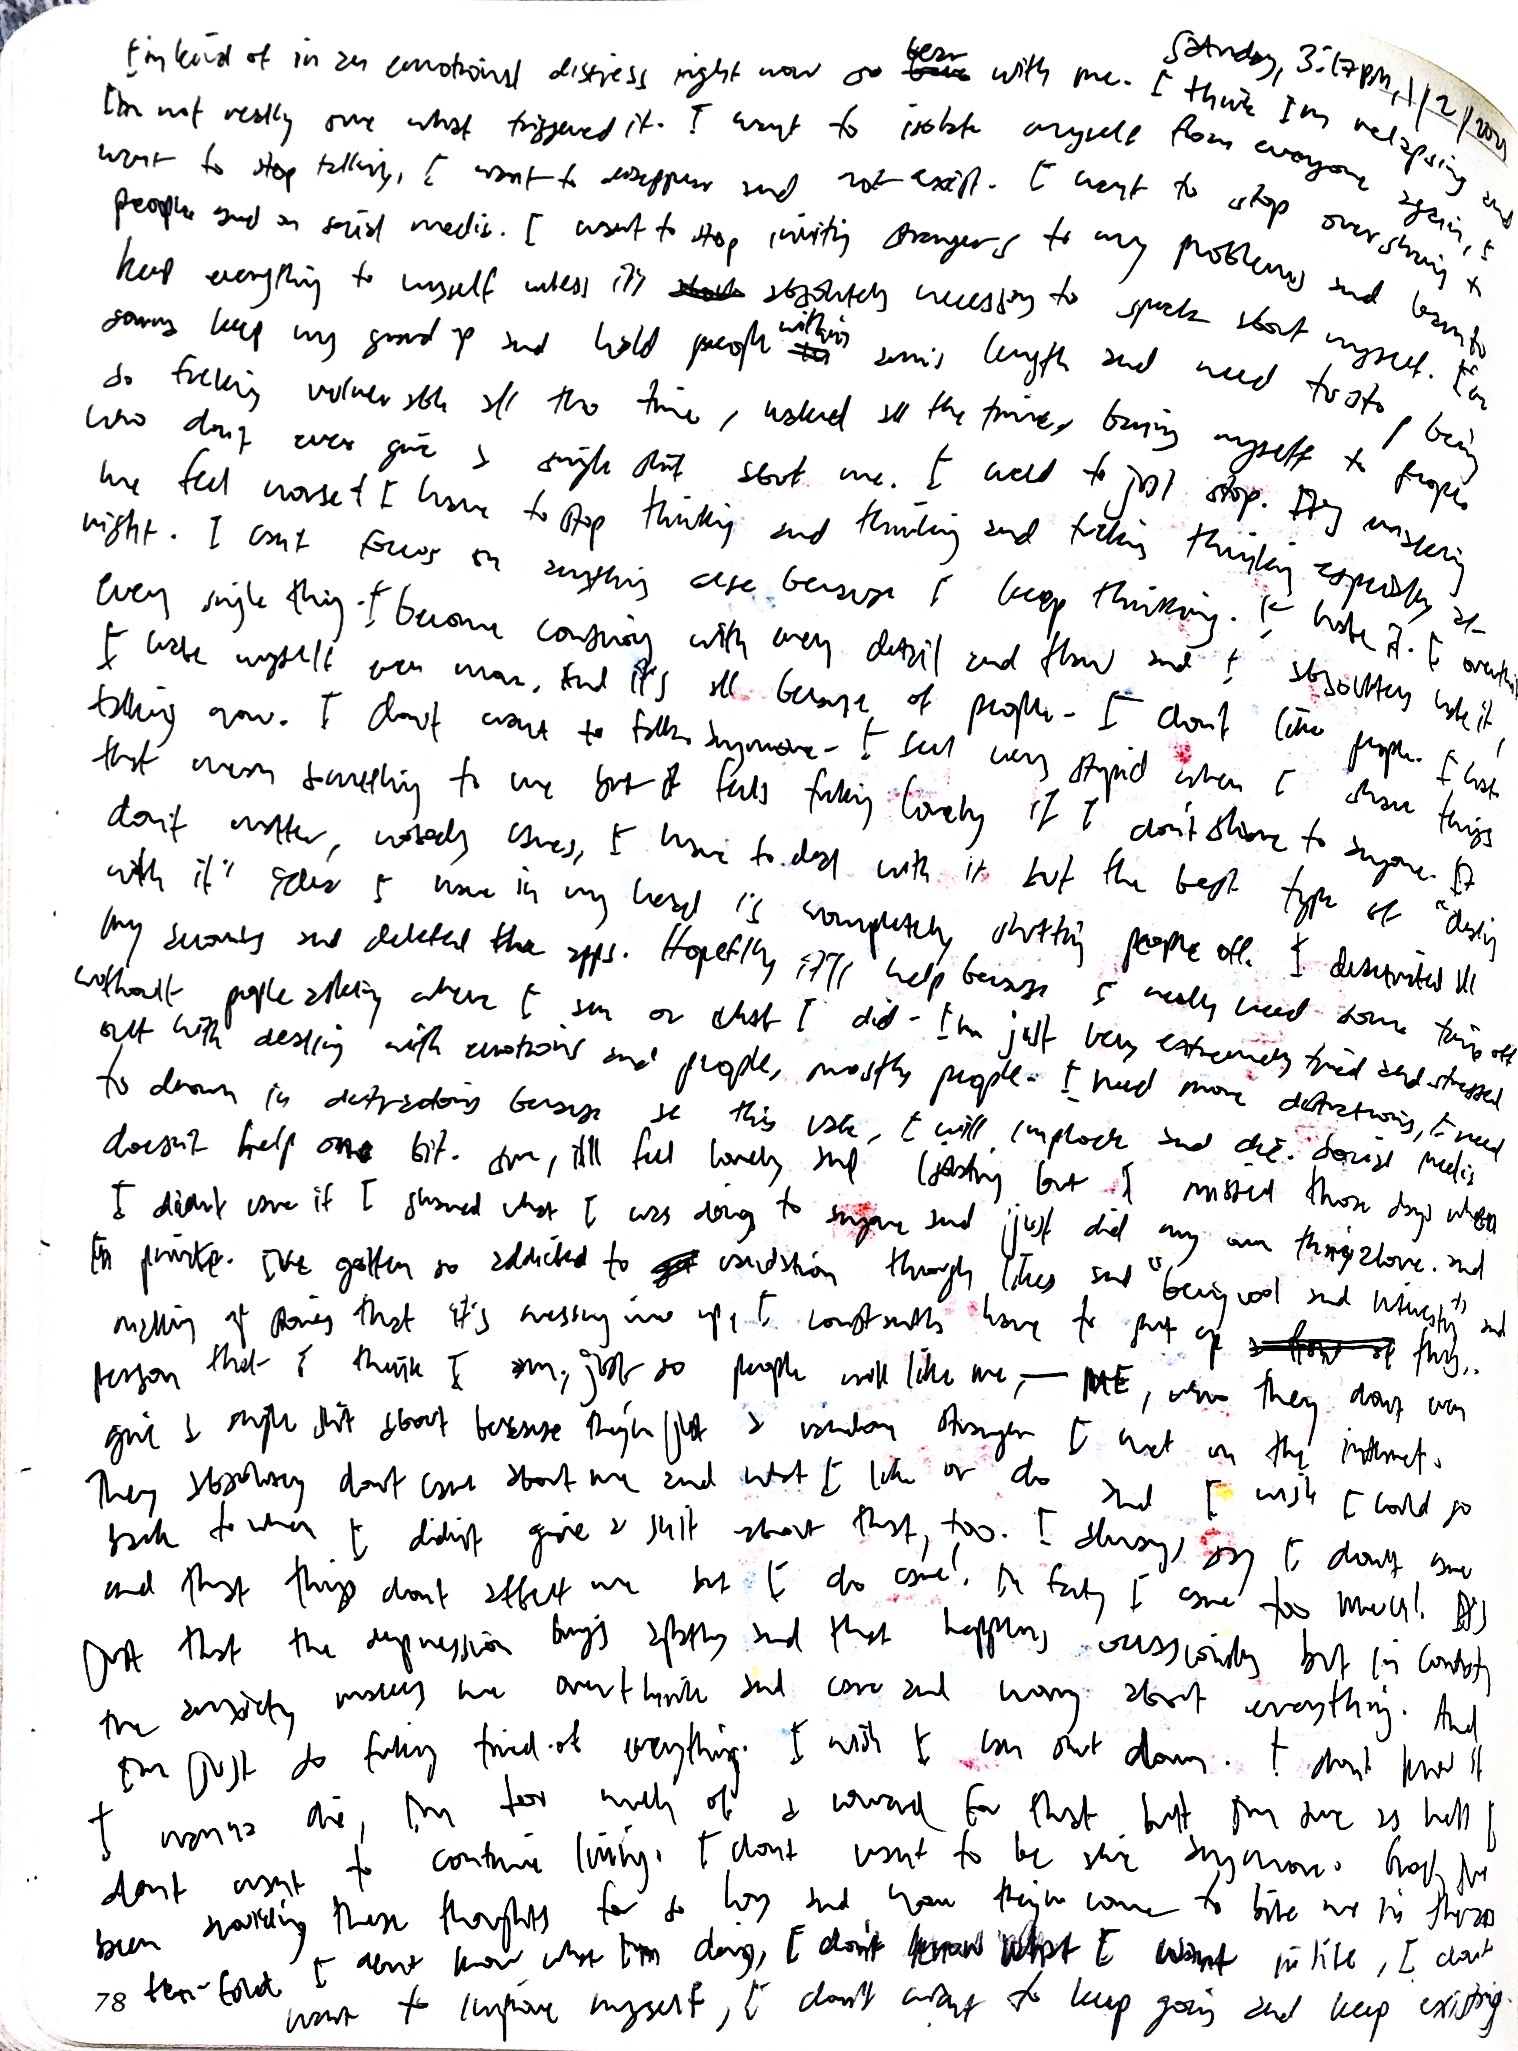 Saturday, 3:17pm, 1/2/2021
I'm kind of in an emotional distress right now so bear with me. I think I'm relapsing and
I'm not really sure what triggered it. I want to isolate myself from everyone again, I
want to stop talking, I want to disappear and not exist. I want to stop oversharing to
people and on social media. I want to stop inviting strangers to my problems and learn to
keep everything to myself unless it's absolutely necessary to speak about myself. I'm
gonna keep my guard up and hold people within arm's length and need to stop being
so fucking vulnerable all the time, naked all the time, baring myself to people
who don't even give a single shit about me. I need to just stop. It's making
me feel worse! I have to stop thinking and thinking and fucking thinking especially at
night. I can't focus on anything else because I keep thinking. I hate it. I overthink
every single thing. I become consuming with every detail and flaw and I absolutely hate it,
I hate myself even more. And it's all because of people. I don't like people. I hate
talking now. I don't want to talk anymore. I feel very stupid when I share things
that mean something to me but it feels fucking lonely if I don't share to anyone. It
don't matter, nobody cares, I have to deal with it but the best type of "dealing
with it" idea I have in my head is completely shutting people off. I deactivated all
my accounts and deleted the apps. Hopefully it'll help because I really need some time off
without people asking where I am or what I did. I'm just very extremely tired and stressed
out with dealing with emotions and people, mostly people. I need more distractions, I need
to drown in distractions because at this rate, I will implode and die. Social media
doesn't help one bit. Sure, it'll feel lonely and but I missed those days when
I didn't care if I shared what I was doing to anyone and just did my own things alone and
in private. I've gotten so addicted to validation through likes and "being cool and interesting" and
making up stories that it's messing me up, I constantly have to put up this..
person that I think I am, just so people will like me, — ME, who they don't even
give a single shit about because they're just a random stranger I met on the internet.
They absolutely don't care about me and what I like or do and I wish I could go
back to when I didn't give a shit about that, too. I always say I don't care
and that things don't affect me but I do care! In fact, I care too much! It's
just that the depression brings apathy and that happens occasionally but in contrast,
the anxiety makes me overthink and care and worry about everything. And
I'm just so fucking tired of everything. I wish I can shut down. I don't know if
I wanna die, I'm too much of a coward for that but I'm sure as hell I
don't want to continue living. I don't want to be alive anymore. I've
been avoiding these thoughts for so long and now they've come to bite me in the ass
ten-fold. I don't know what I'm doing, I don't know what I want in life, I don't
want to improve myself, I don't want to keep going and keep existing.
78